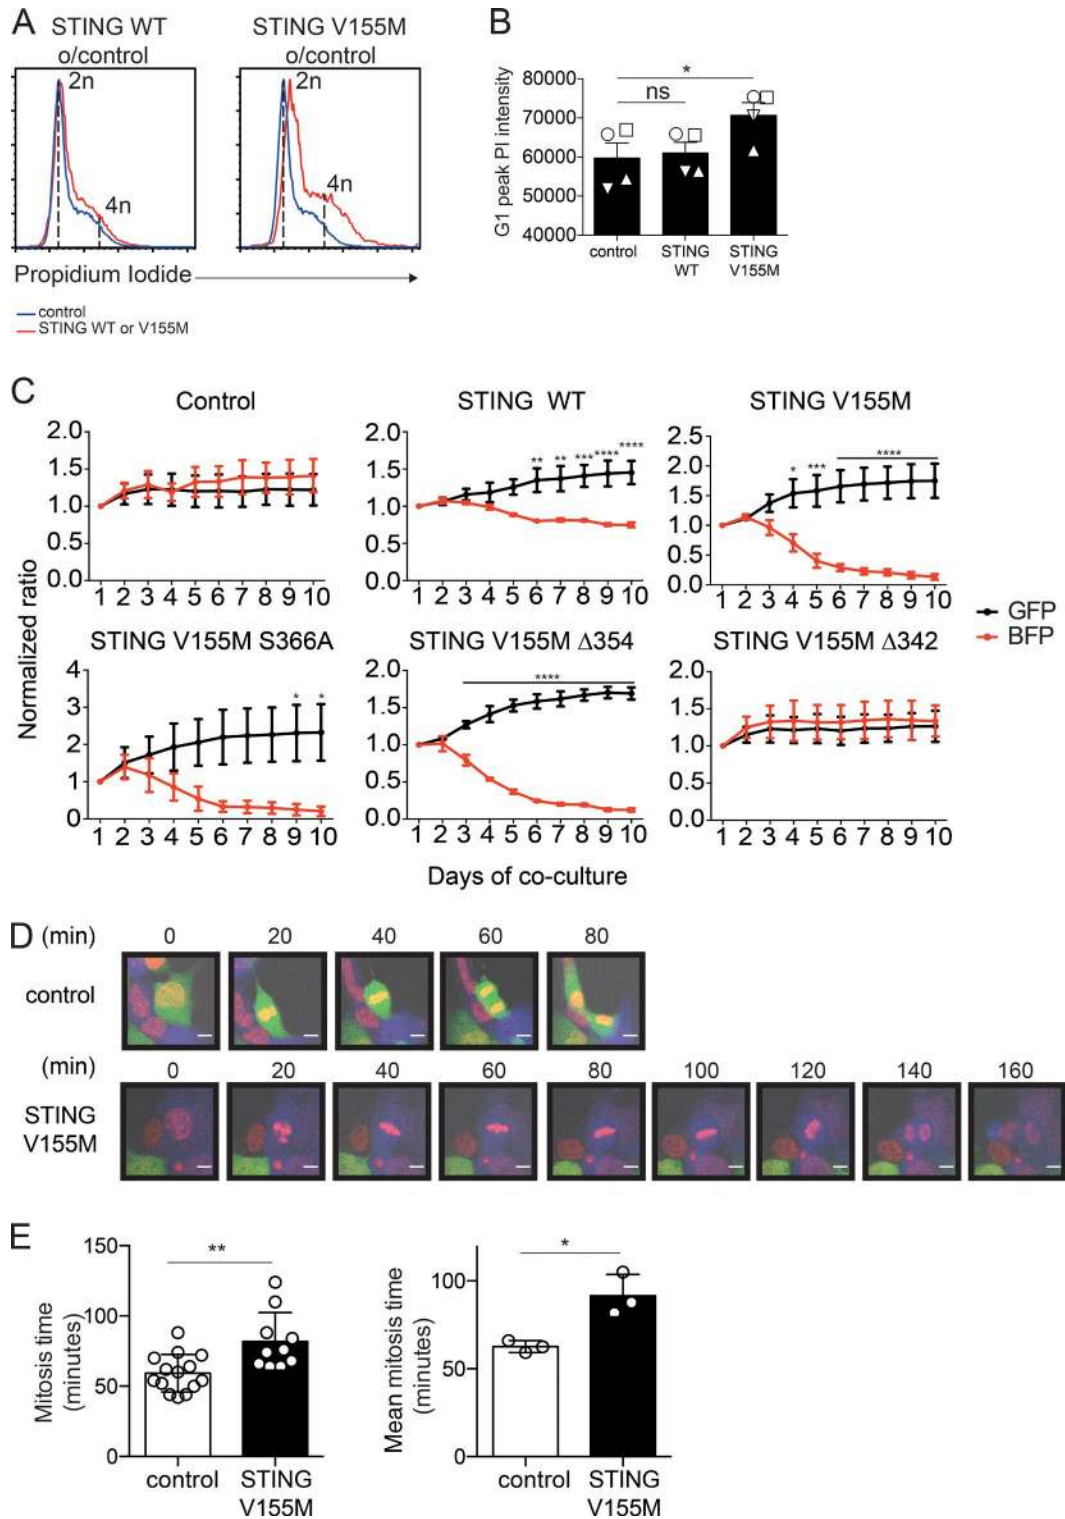 A
STING WT
o/control
STING V155M
o/control
2n
4n
2n
4n
Propidium Iodide
control
STING WT or V155M
B
G1 peak PI intensity
80000
70000
60000
50000
40000
ns
*
control
STING
WT
STING
V155M
C
Normalized ratio
Control
2.0
1.5
1.0
0.5
0.0
1 2 3 4 5 6 7 8 9 10
STING WT
2.0
1.5
1.0
0.5
0.0
** ** *** **** ****
1 2 3 4 5 6 7 8 9 10
STING V155M
2.5
2.0
1.5
1.0
0.5
0.0
* *** ****
1 2 3 4 5 6 7 8 9 10
GFP
BFP
STING V155M S366A
4
3
2
1
0
* *
1 2 3 4 5 6 7 8 9 10
STING V155M Δ354
2.0
1.5
1.0
0.5
0.0
****
1 2 3 4 5 6 7 8 9 10
STING V155M Δ342
2.0
1.5
1.0
0.5
0.0
1 2 3 4 5 6 7 8 9 10
Days of co-culture
D (min) 0 20 40 60 80
control
(min) 0 20 40 60 80 100 120 140 160
STING
V155M
E
Mitosis time
(minutes)
150
100
50
0
**
control
STING
V155M
Mean mitosis time
(minutes)
100
50
0
*
control
STING
V155M